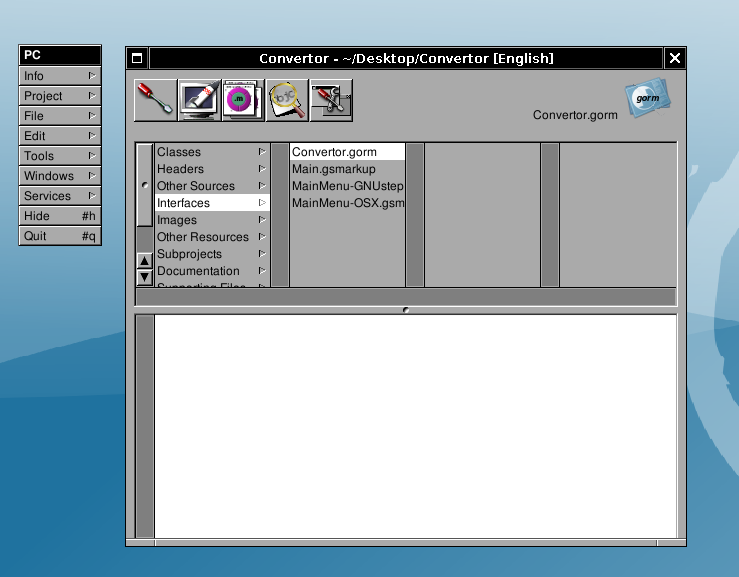 PC
Info
Project
File
Edit
Tools
Windows
Services
Hide #h
Quit #q
Convertor - ~/Desktop/Convertor [English]
.m
gorm
Convertor.gorm
Classes
Headers
Other Sources
Interfaces
Images
Other Resources
Subprojects
Documentation
Supporting Files
Convertor.gorm
Main.gsmarkup
MainMenu-GNUstep
MainMenu-OSX.gsm